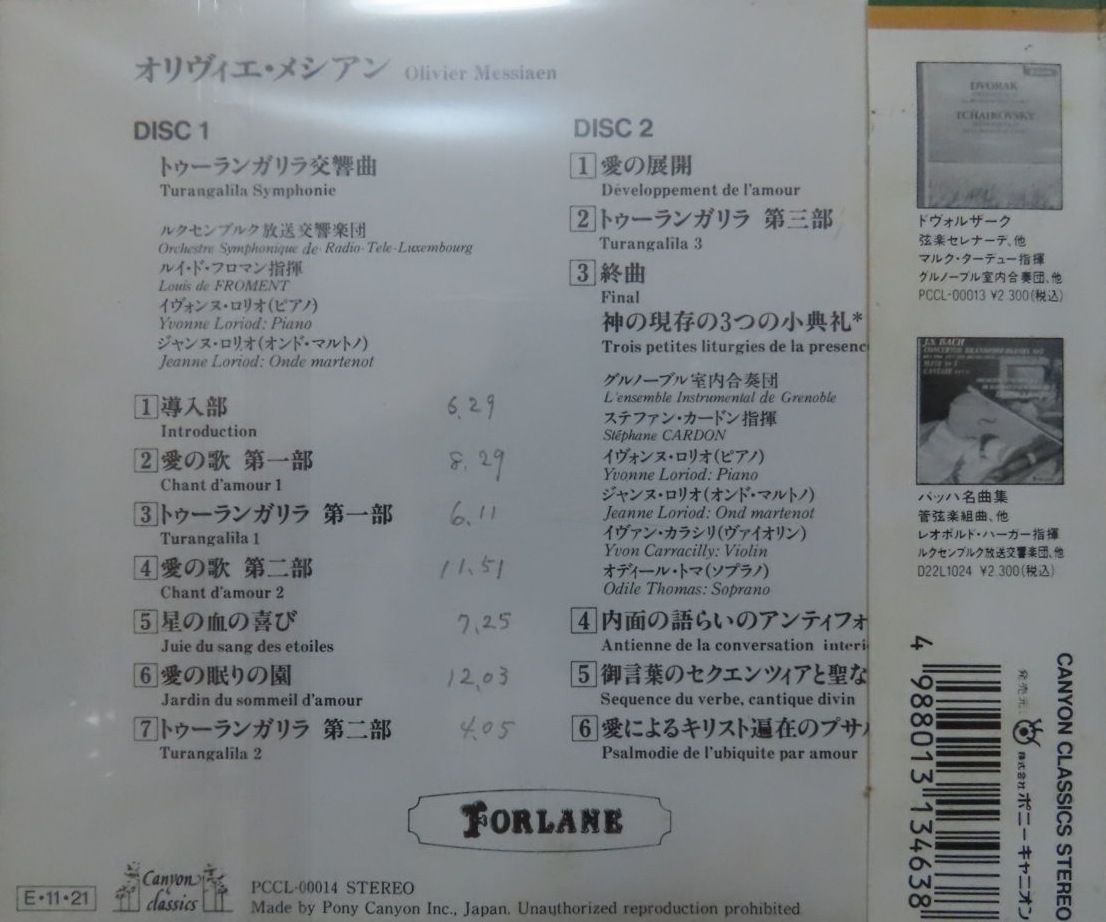 オリヴィエ・メシアン Olivier Messiaen
DISC 1
トゥーランガリラ交響曲
Turangalila Symphonie
ルクセンブルク放送交響楽団
Orchestre Symphonique de Radio-Tele-Luxembourg
ルイ・ド・フロマン指揮
Louis de FROMENT
イヴォンヌ・ロリオ(ピアノ)
Yvonne Loriod: Piano
ジャンヌ・ロリオ(オンド・マルトノ)
Jeanne Loriod: Onde martenot
1 導入部 6,29
Introduction
2 愛の歌 第一部 8,29
Chant d'amour 1
3 トゥーランガリラ 第一部 6,11
Turangalila 1
4 愛の歌 第二部 11,51
Chant d'amour 2
5 星の血の喜び 7,25
Juie du sang des etoiles
6 愛の眠りの園 12,03
Jardin du sommeil d'amour
7 トゥーランガリラ 第二部 4,05
Turangalila 2
DISC 2
1 愛の展開
Développement de l'amour
2 トゥーランガリラ 第三部
Turangalila 3
3 終曲
Final
神の現存の3つの小典礼*
Trois petites liturgies de la presenc
グルノーブル室内合奏団
L'ensemble Instrumental de Grenoble
ステファン・カードン指揮
Stéphane CARDON
イヴォンヌ・ロリオ(ピアノ)
Yvonne Loriod: Piano
ジャンヌ・ロリオ(オンド・マルトノ)
Jeanne Loriod: Ond martenot
イヴァン・カラシリ(ヴァイオリン)
Yvon Carracilly: Violin
オディール・トマ(ソプラノ)
Odile Thomas: Soprano
4 内面の語らいのアンティフォ
Antienne de la conversation interi
5 御言葉のセクエンツィアと聖な
Sequence du verbe, cantique divin
6 愛によるキリスト遍在のプサル
Psalmodie de l'ubiquite par amour
FORLANE
E・11・21
Canyon
classics
PCCL-00014 STEREO
Made by Pony Canyon Inc., Japan. Unauthorized reproduction prohibited
DVORAK
TCHAIKOVSKY
ドヴォルザーク
弦楽セレナーデ、他
マルク・ターデュー指揮
グルノーブル室内合奏団、他
PCCL-00013 ¥2.300(税込)
J.S. BACH
バッハ名曲集
管弦楽組曲、他
レオポルド・ハーガー指揮
ルクセンブルク放送交響楽団、他
D22L1024 ¥2.300(税込)
4 988013 134638
発売元:
株式会社 ポニーキャニオン
CANYON CLASSICS STEREO